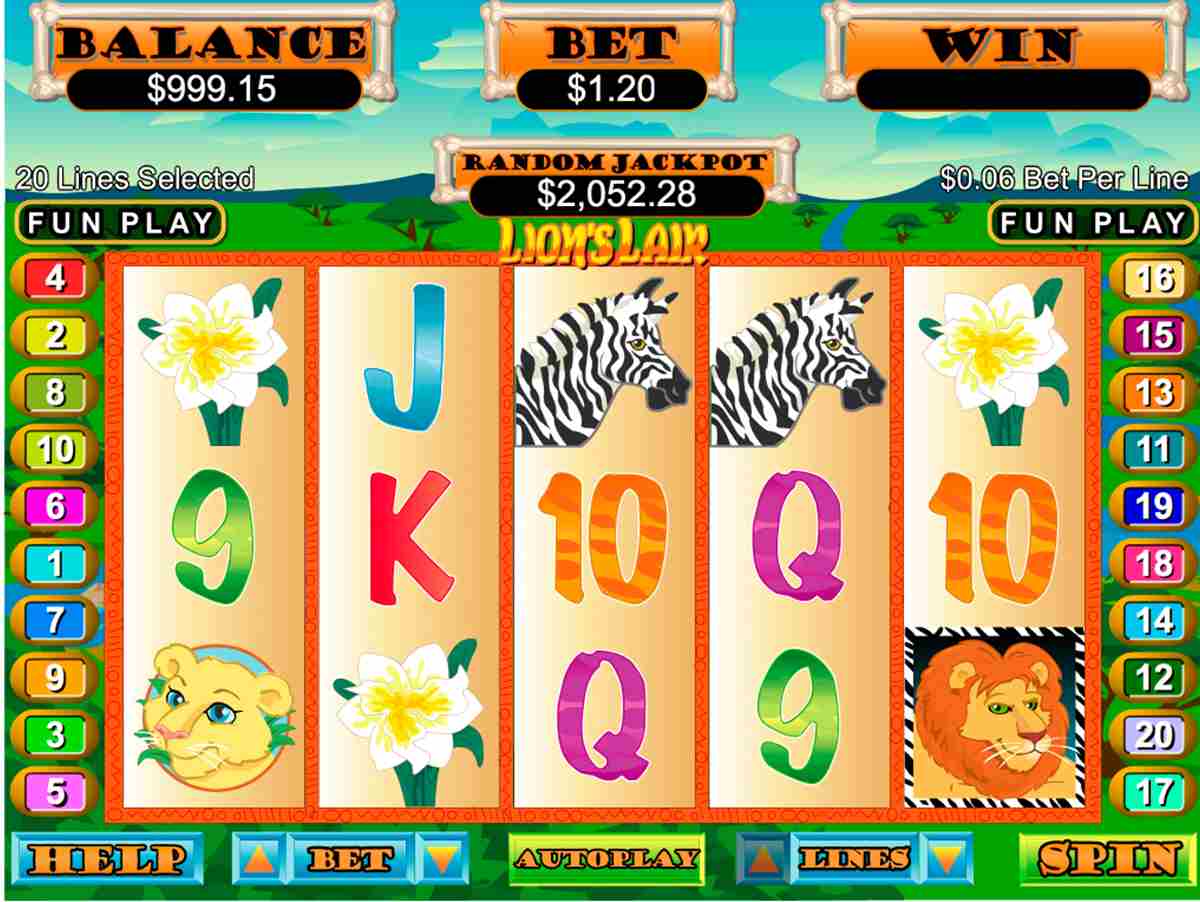 BALANCE BET WIN
$999.15 $1.20
RANDOM JACKPOT
20 Lines Selected $2,052.28 $0.06 Bet Per Line
FUN PLAY FUN PLAY
LION'S LAIR
4 16
2 J 15
8 13
10 11
6 9 K 10 Q 10 19
1 18
7 14
9 12
3 Q 9 20
5 17
HELP BET AUTOPLAY LINES SPIN